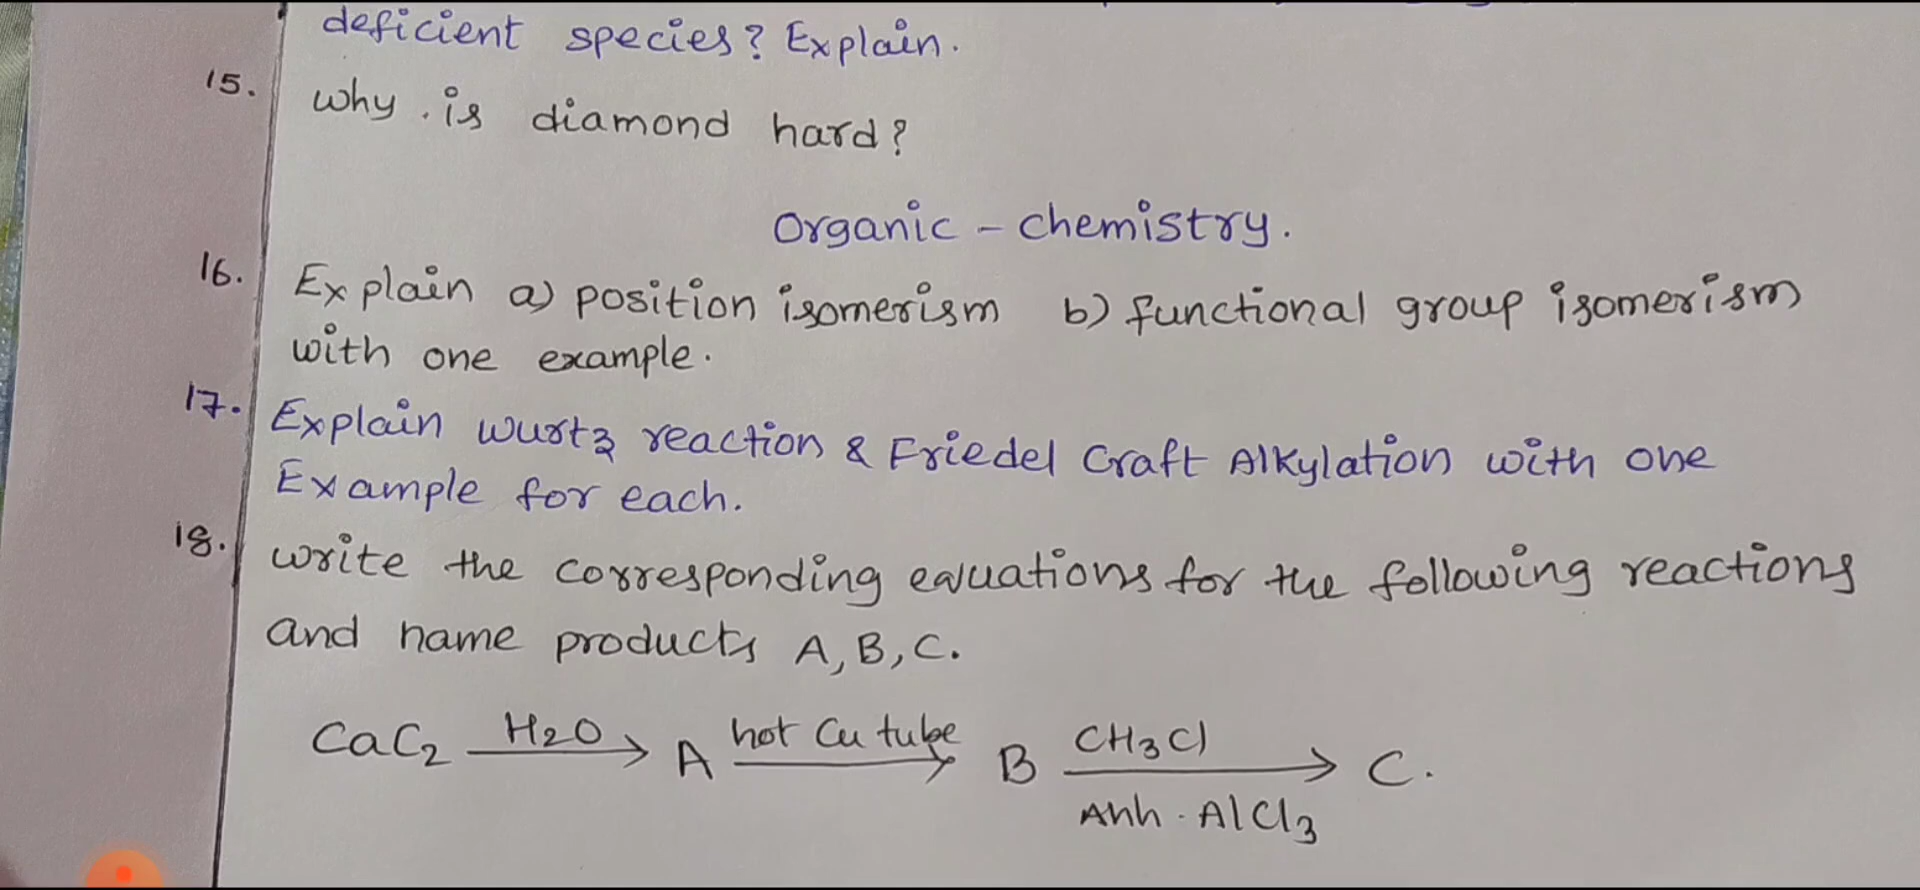 deficient species? Explain.
15. Why is diamond hard?
Organic - chemistry.
16. Explain a) position isomerism b) functional group isomerism
with one example.
17. Explain wurtz reaction & Friedel Craft Alkylation with one
Example for each.
18. write the corresponding equations for the following reactions
and name products A, B, C.
CaC2 H2O → A hot Cu tube → B CH3Cl → C.
Anh. AlCl3